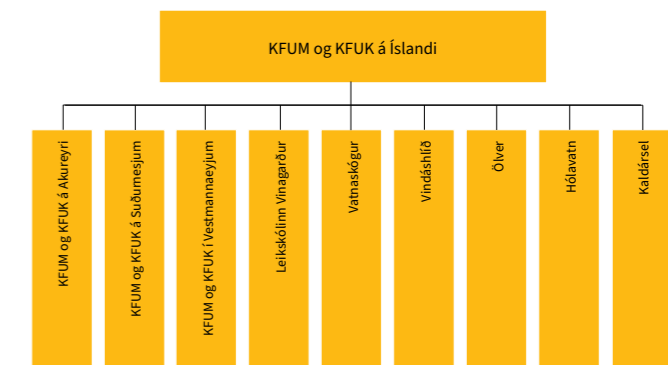 KFUM og KFUK á Íslandi
KFUM og KFUK á Akureyri
KFUM og KFUK á Suðumesjum
KFUM og KFUK í Vestmannaeyjum
Leikskólinn Vinagarður
Vatnaskógur
Vindáshlíð
Ölver
Hólavatn
Kaldársel